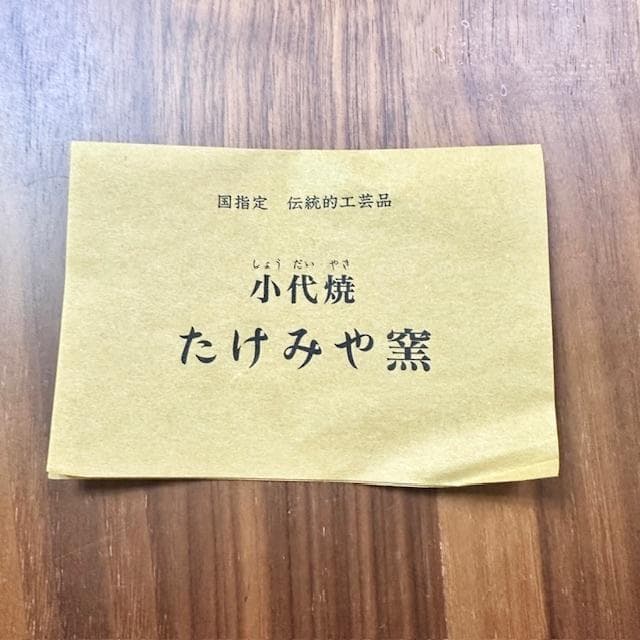 国指定　伝統的工芸品
しょう だい やき
小代焼
たけみや窯